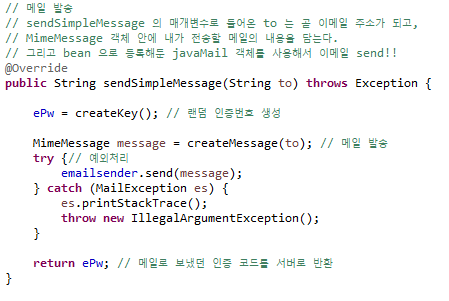 // 메일 발송
// sendSimpleMessage 의 매개변수로 들어온 to 는 곧 이메일 주소가 되고,
// MimeMessage 객체 안에 내가 전송할 메일의 내용을 담는다.
// 그리고 bean 으로 등록해둔 javaMail 객체를 사용해서 이메일 send!!
@Override
public String sendSimpleMessage(String to) throws Exception {
ePw = createKey(); // 랜덤 인증번호 생성
MimeMessage message = createMessage(to); // 메일 발송
try {// 예외처리
emailsender.send(message);
} catch (MailException es) {
es.printStackTrace();
throw new IllegalArgumentException();
}
return ePw; // 메일로 보냈던 인증 코드를 서버로 반환
}